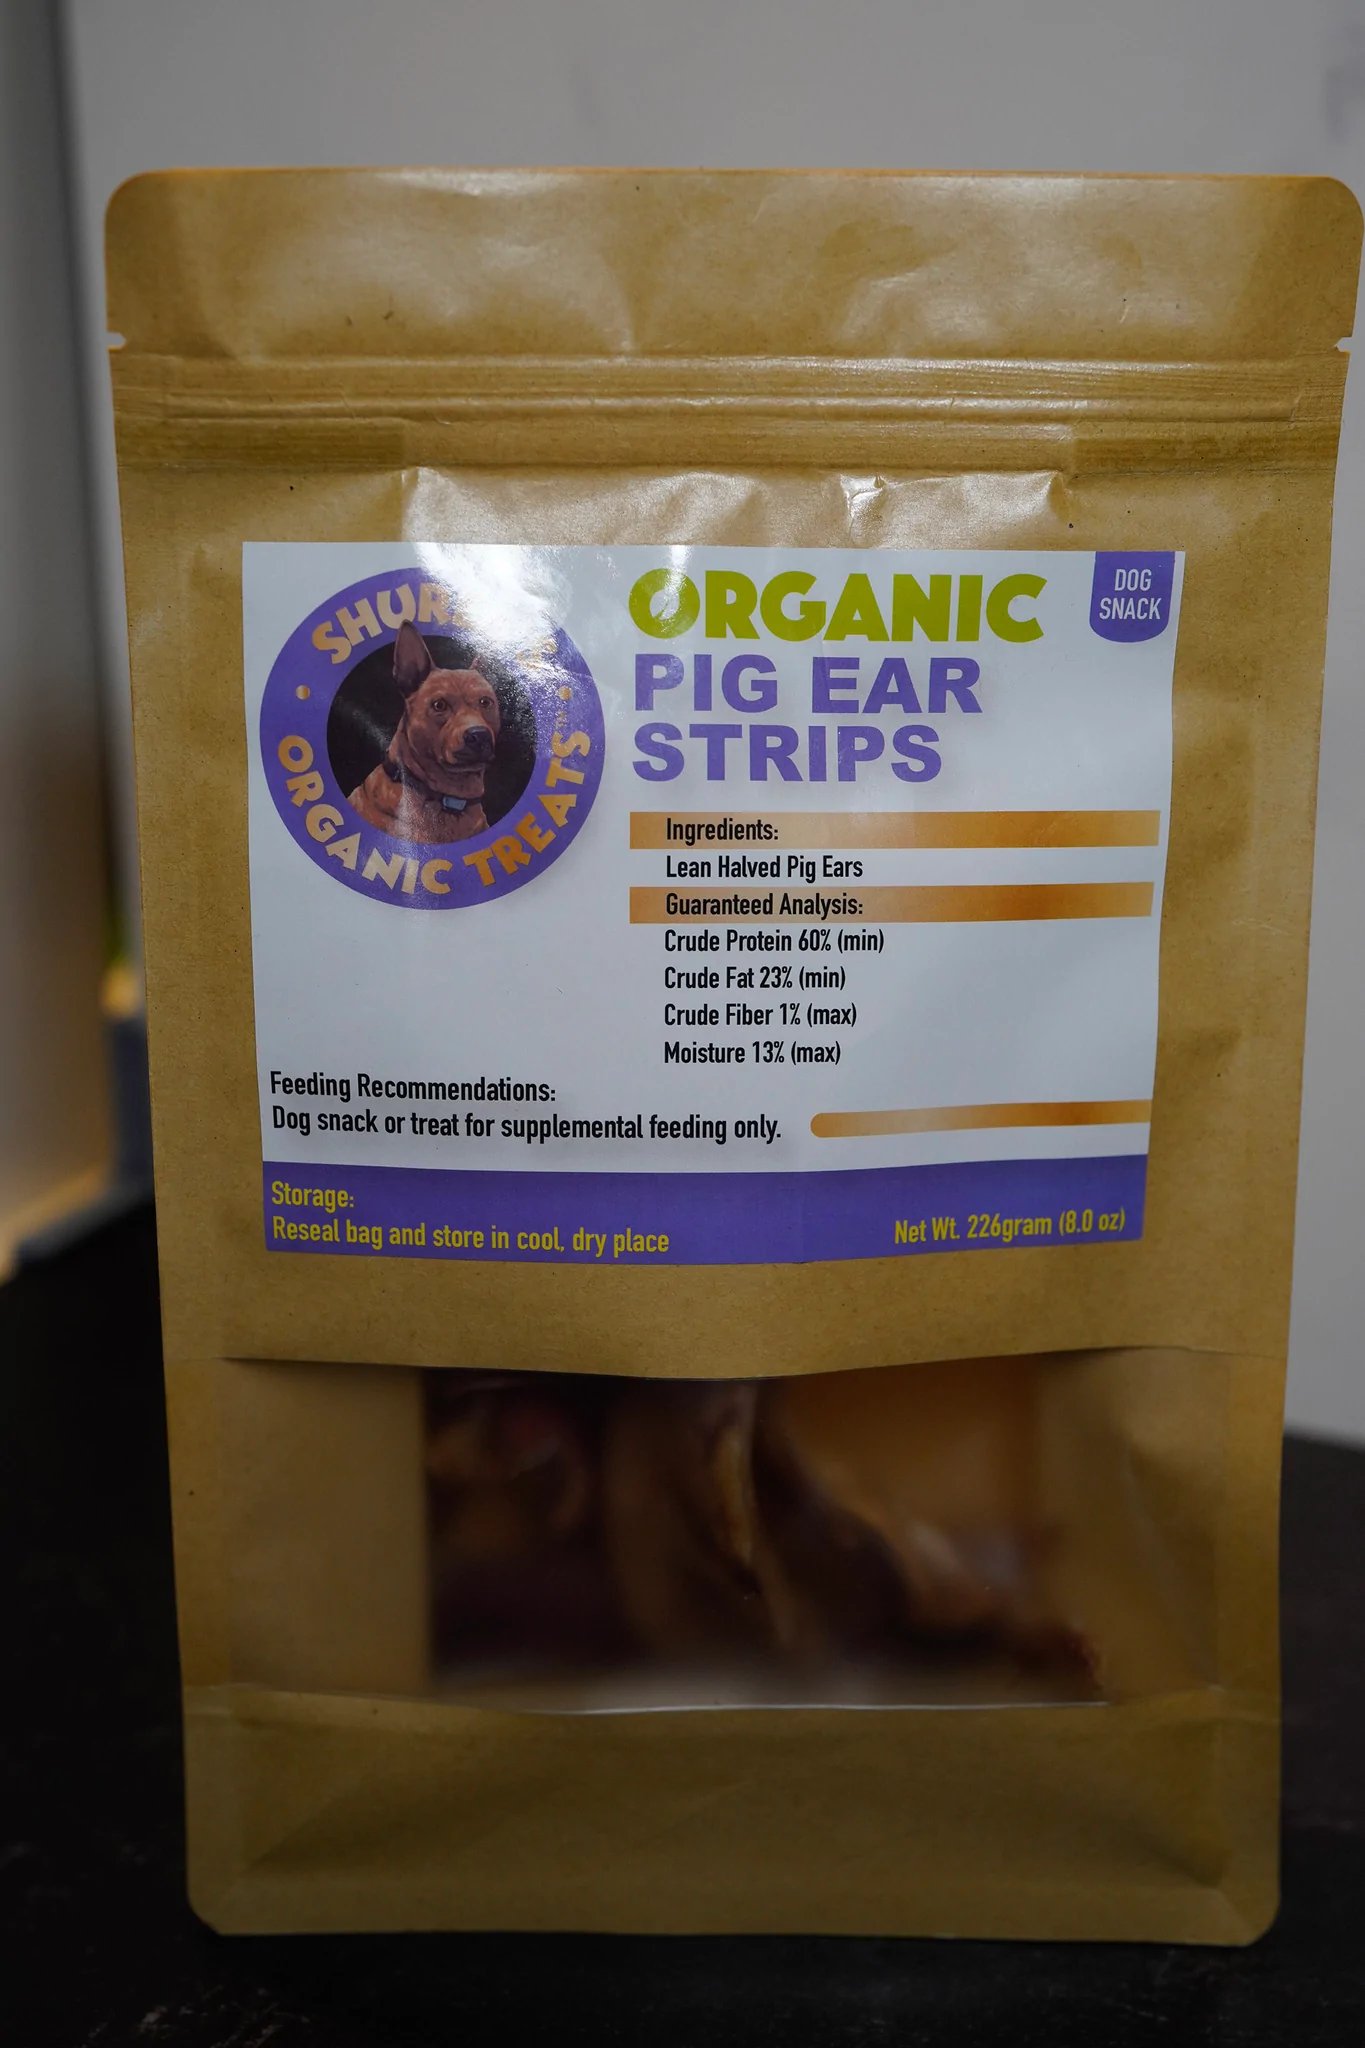 ORGANIC TREATS™
ORGANIC
PIG EAR
STRIPS
DOG
SNACK
Ingredients:
Lean Halved Pig Ears
Guaranteed Analysis:
Crude Protein 60% (min)
Crude Fat 23% (min)
Crude Fiber 1% (max)
Moisture 13% (max)
Feeding Recommendations:
Dog snack or treat for supplemental feeding only.
Storage:
Reseal bag and store in cool, dry place
Net Wt. 226gram (8.0 oz)